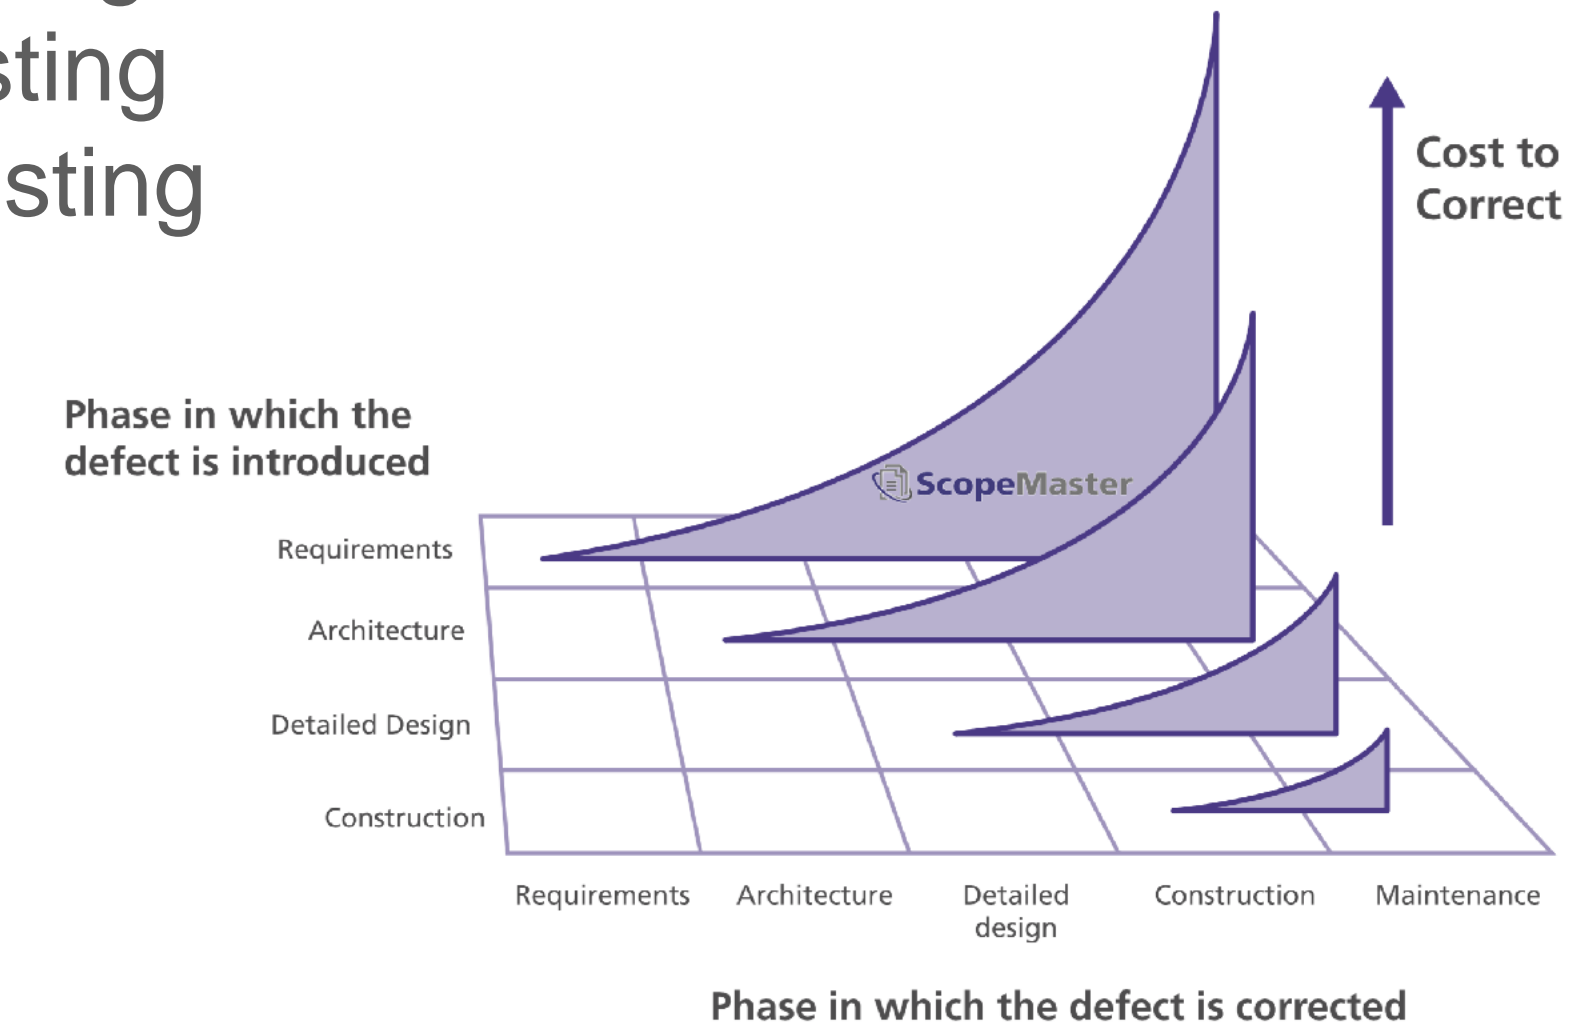 sting
sting
Cost to
Correct
Phase in which the
defect is introduced
ScopeMaster
Requirements
Architecture
Detailed Design
Construction
Requirements
Architecture
Detailed
design
Construction
Maintenance
Phase in which the defect is corrected